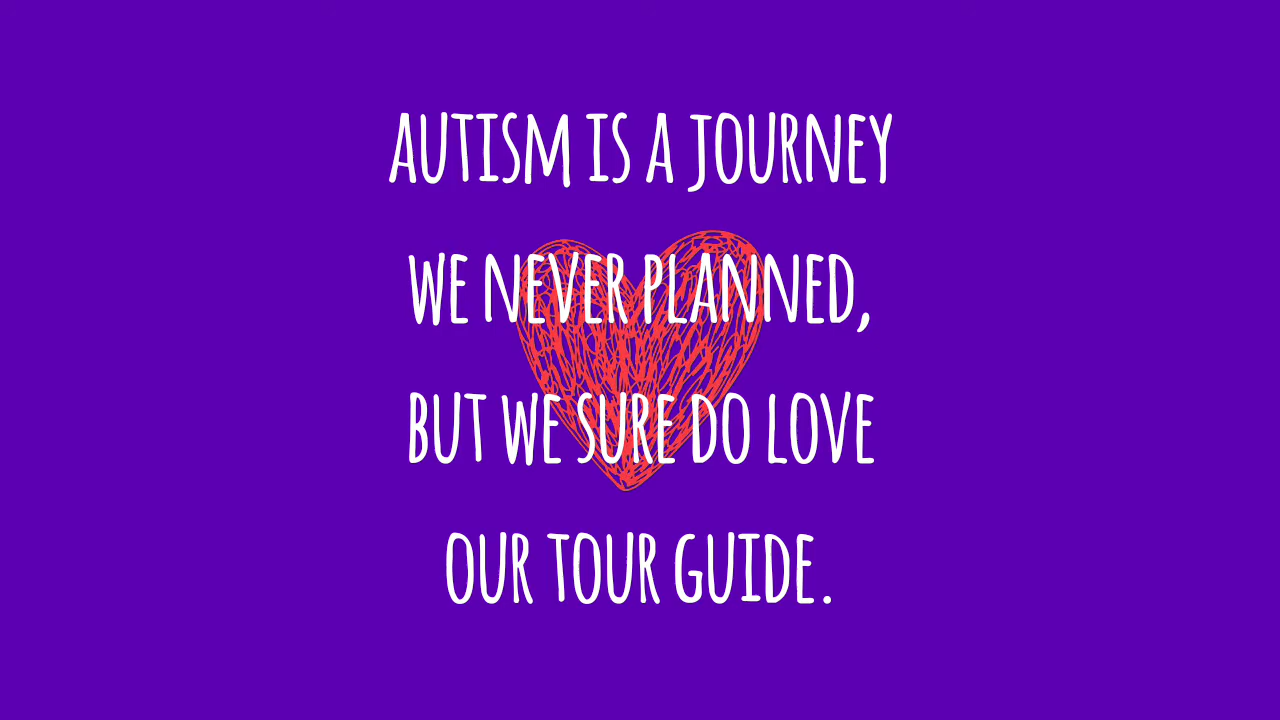 AUTISM IS A JOURNEY
WE NEVER PLANNED,
BUT WE SURE DO LOVE
OUR TOUR GUIDE.